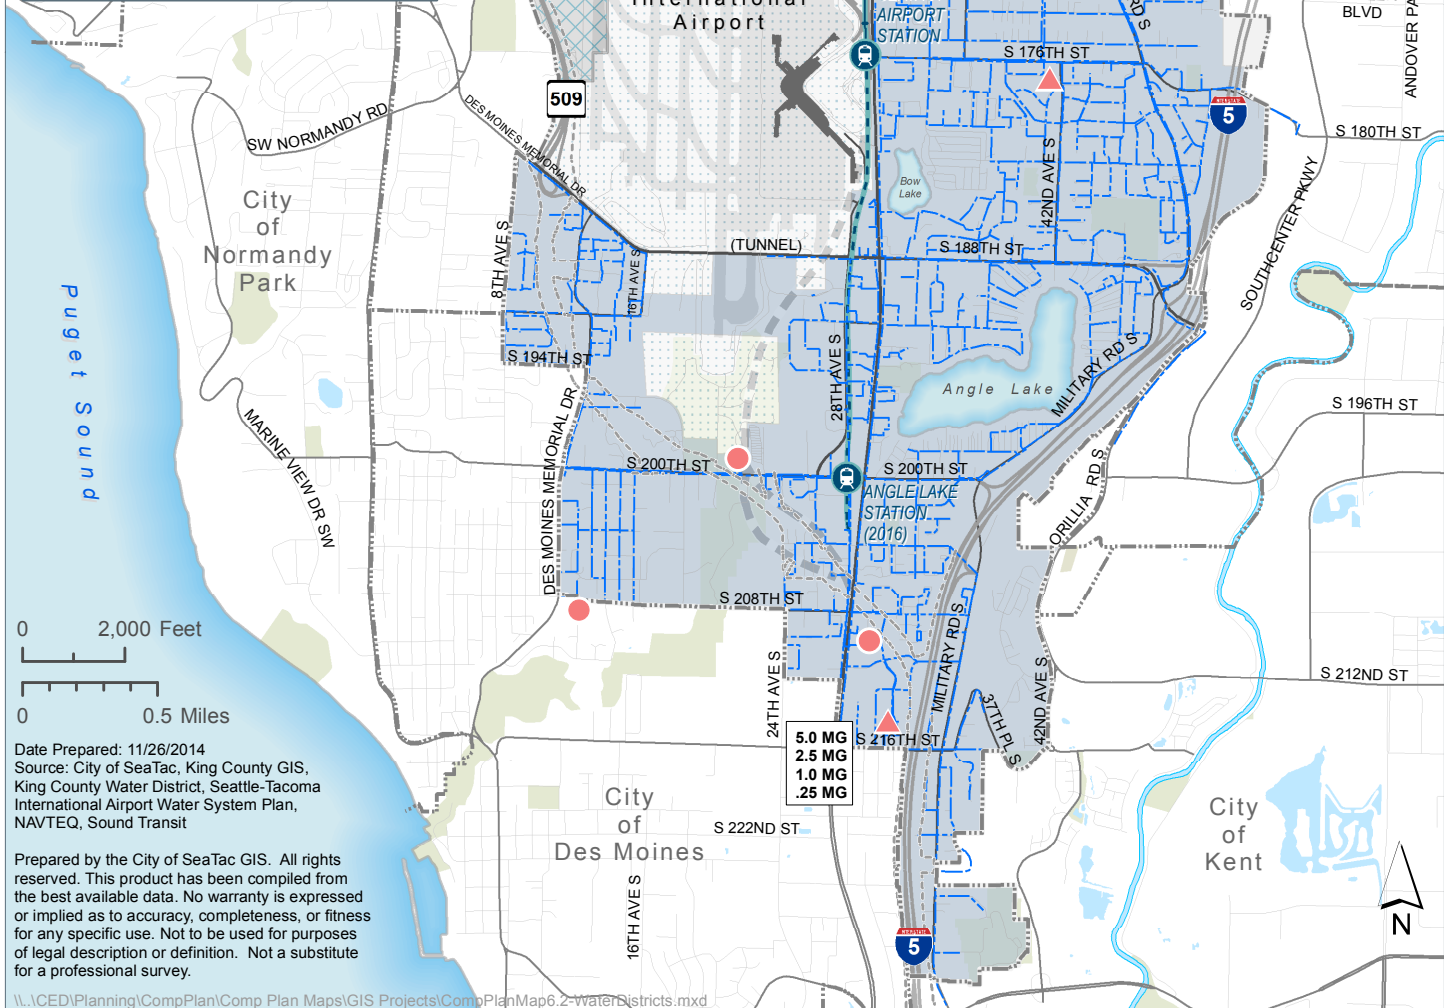 International
Airport
AIRPORT
STATION
RD S
BLVD
ANDOVER PA
S 176TH ST
509
5
S 180TH ST
SW NORMANDY RD
DES MOINES MEMORIAL DR
City
of
Normandy
Park
Bow
Lake
42ND AVE S
SOUTHCENTER PKWY
8TH AVE S
16TH AVE S
(TUNNEL)
S 188TH ST
Puget Sound
S 194TH ST
28TH AVE S
Angle Lake
MILITARY RD S
S 196TH ST
MARINE VIEW DR SW
DES MOINES MEMORIAL DR
S 200TH ST
S 200TH ST
ANGLE LAKE
STATION
(2016)
ORILLIA RD S
S 208TH ST
0 2,000 Feet
0 0.5 Miles
24TH AVE S
MILITARY RD S
37TH PL S
42ND AVE S
S 212ND ST
5.0 MG
2.5 MG
1.0 MG
.25 MG
S 216TH ST
Date Prepared: 11/26/2014
Source: City of SeaTac, King County GIS,
King County Water District, Seattle-Tacoma
International Airport Water System Plan,
NAVTEQ, Sound Transit
City
of
Des Moines
S 222ND ST
16TH AVE S
City
of
Kent
Prepared by the City of SeaTac GIS. All rights
reserved. This product has been compiled from
the best available data. No warranty is expressed
or implied as to accuracy, completeness, or fitness
for any specific use. Not to be used for purposes
of legal description or definition. Not a substitute
for a professional survey.
5
N
\\..\CED\Planning\CompPlan\Comp Plan Maps\GIS Projects\CompPlanMap6.2-WaterDistricts.mxd